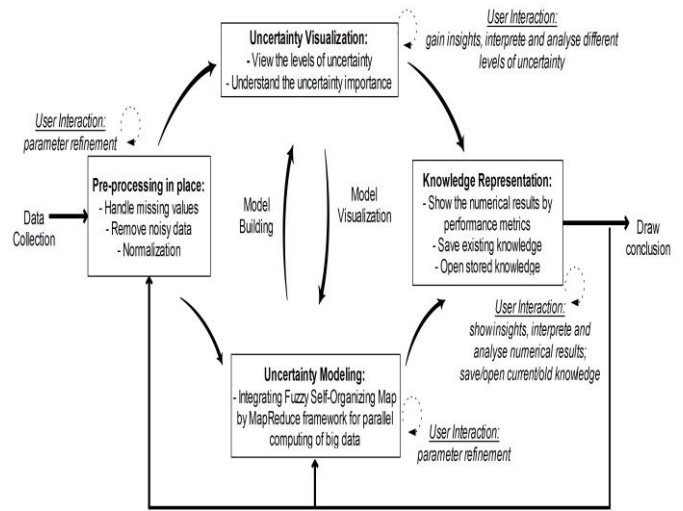 Uncertainty Visualization:
- View the levels of uncertainty
- Understand the uncertainty importance
User Interaction:
gain insights, interprete and analyse different
levels of uncertainty
User Interaction:
parameter refinement
Pre-processing in place:
- Handle missing values
- Remove noisy data
- Normalization
Data
Collection
Model
Building
Model
Visualization
Knowledge Representation:
- Show the numerical results by
performance metrics
- Save existing knowledge
- Open stored knowledge
Draw
conclusion
User Interaction:
show insights, interprete and
analyse numerical results;
save/open current/old knowledge
Uncertainty Modeling:
- Integrating Fuzzy Self-Organizing Map
by MapReduce framework for parallel
computing of big data
User Interaction:
parameter refinement